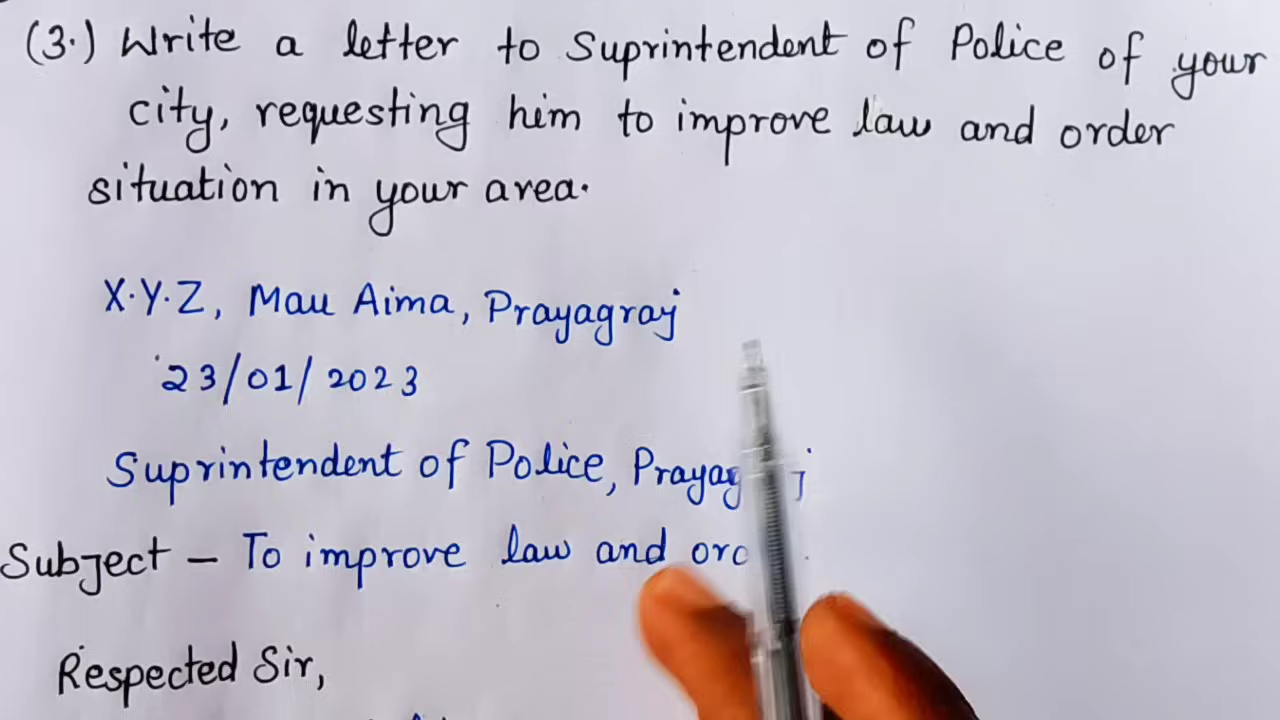 (3.) Write a letter to Suprintendent of Police of your
city, requesting him to improve law and order
situation in your area.
X.Y.Z, Mau Aima, Prayagraj
23/01/2023
Suprintendent of Police, 
Subject - To improve law and
Respected Sir,